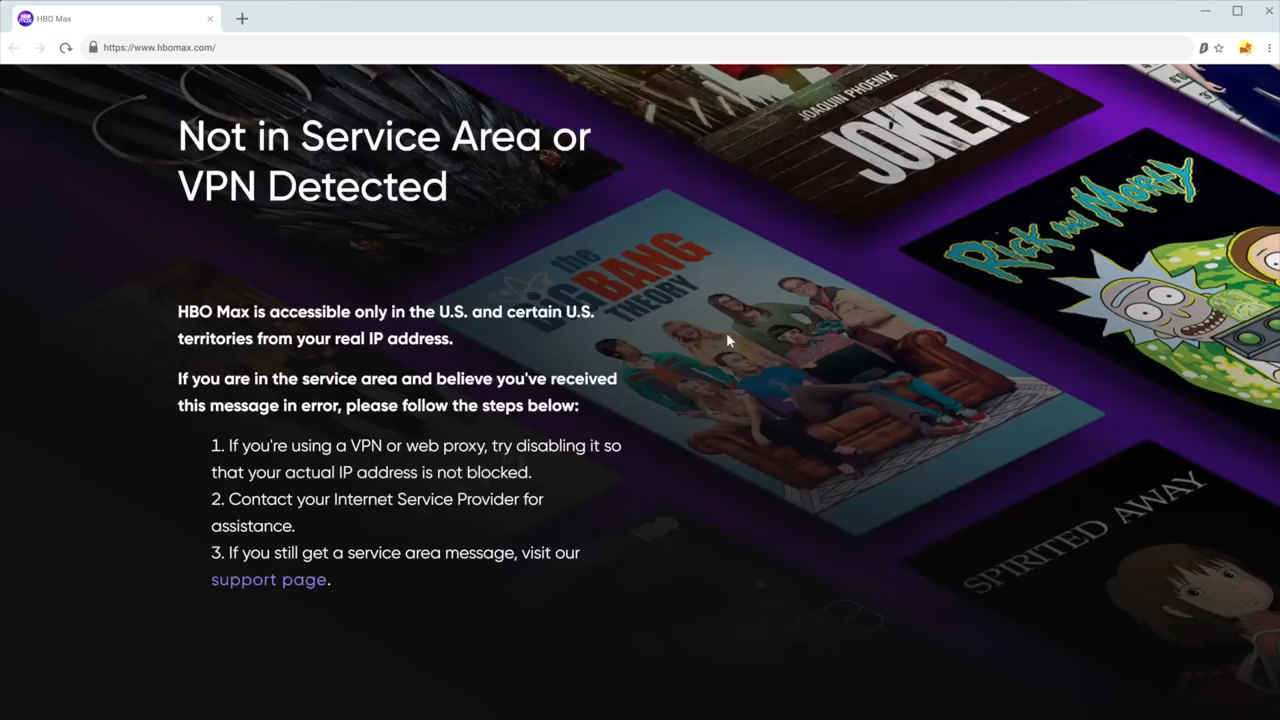 HBO Max
https://www.hbomax.com/
Not in Service Area or
VPN Detected
HBO Max is accessible only in the U.S. and certain U.S.
territories from your real IP address.
If you are in the service area and believe you've received
this message in error, please follow the steps below:
1. If you're using a VPN or web proxy, try disabling it so
that your actual IP address is not blocked.
2. Contact your Internet Service Provider for
assistance.
3. If you still get a service area message, visit our
support page.
JOAQUIN PHOENIX
JOKER
the
BIG BANG
THEORY
Rick and Morty
SPIRITED AWAY